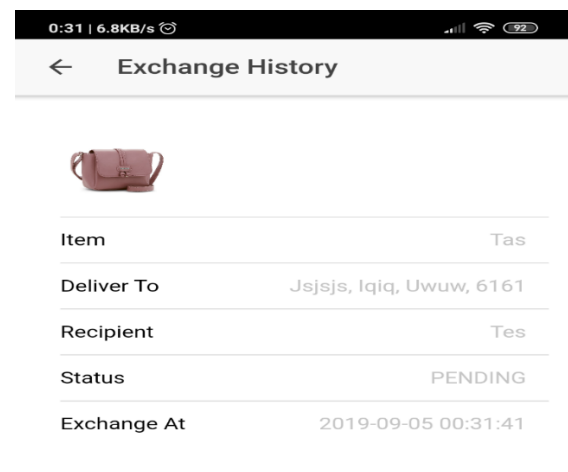 0:31 | 6.8KB/s 92
Exchange History
Item Tas
Deliver To Jsjsjs, Iqiq, Uwuw, 6161
Recipient Tes
Status PENDING
Exchange At 2019-09-05 00:31:41